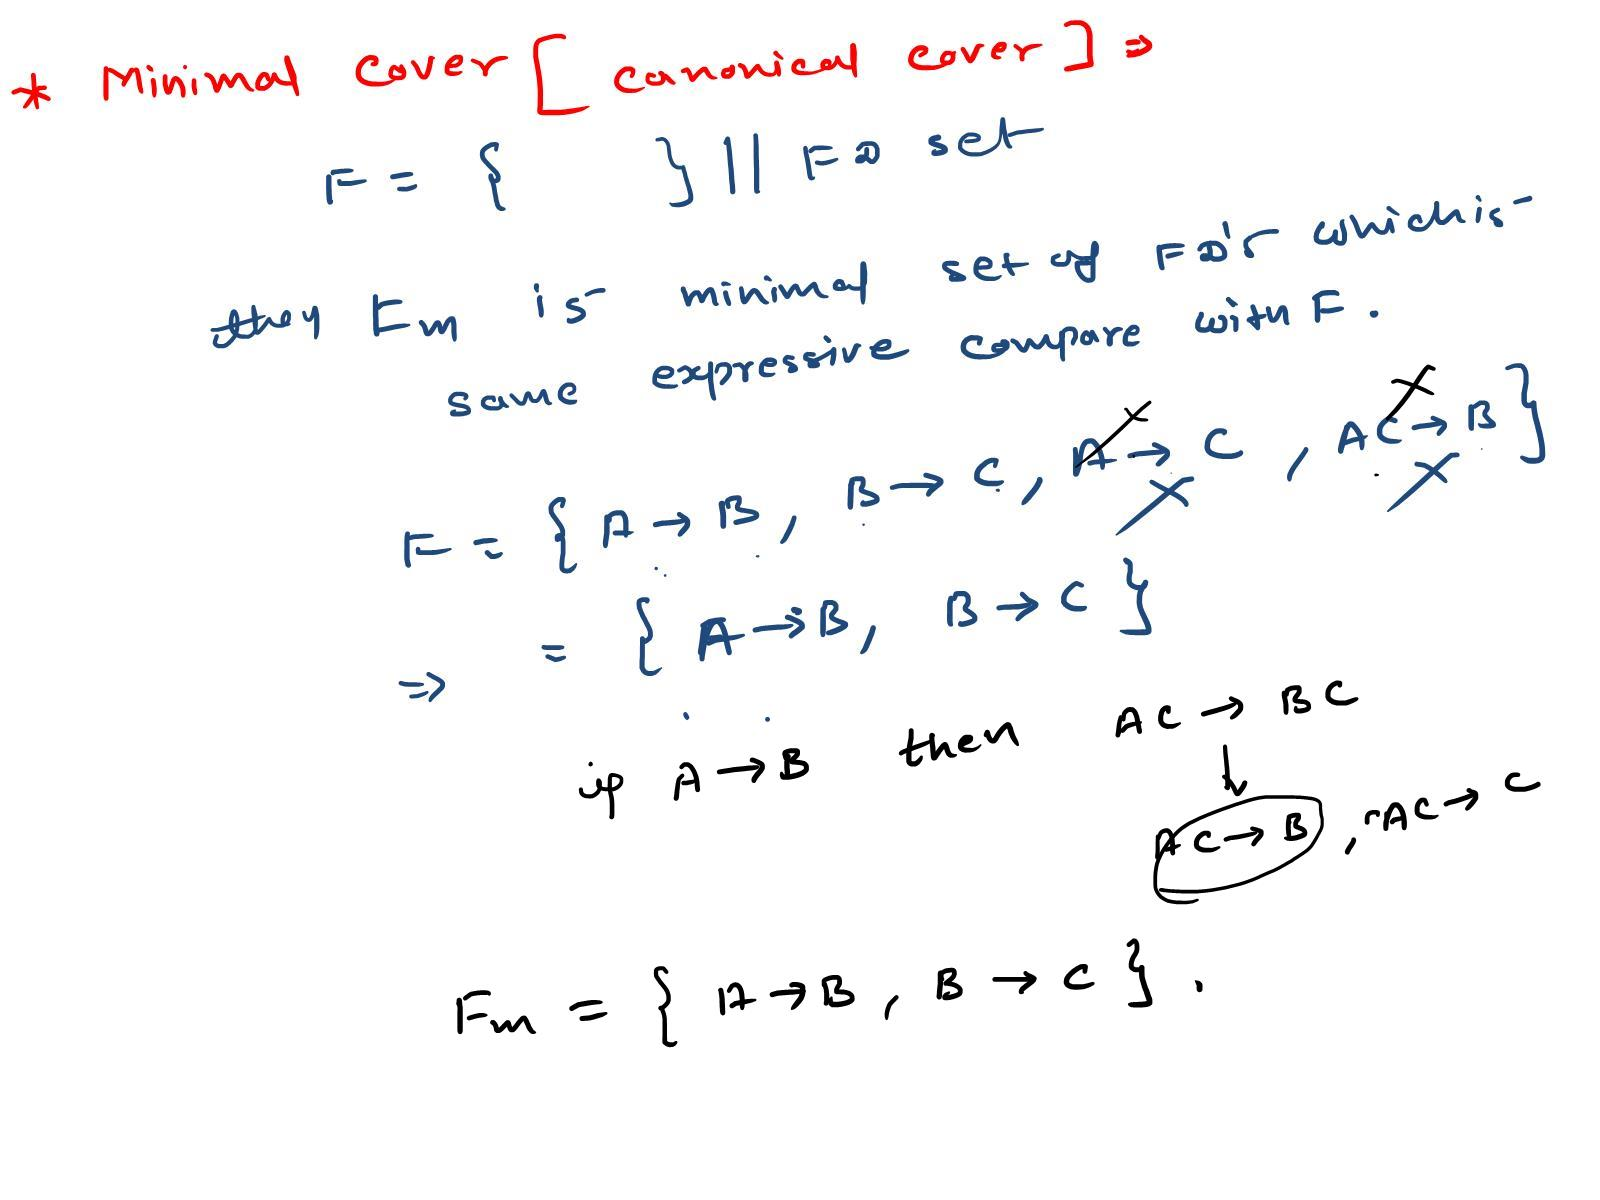 * Minimal Cover [ canonical cover ] ⇒
F = { } || FD set
then Fm is minimal set of FD's which is
same expressive compare with F.
F = { A → B, B → C, A → C, AC → B }
⇒ = { A → B, B → C }
if A → B then AC → BC
↓
AC → B, AC → C
Fm = { A → B, B → C }.